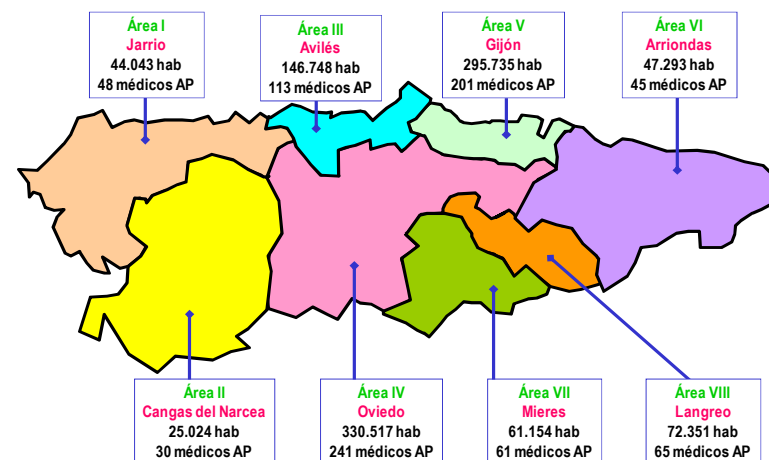 Área I
Jarrio
44.043 hab
48 médicos AP
Área III
Avilés
146.748 hab
113 médicos AP
Área V
Gijón
295.735 hab
201 médicos AP
Área VI
Arriondas
47.293 hab
45 médicos AP
Área II
Cangas del Narcea
25.024 hab
30 médicos AP
Área IV
Oviedo
330.517 hab
241 médicos AP
Área VII
Mieres
61.154 hab
61 médicos AP
Área VIII
Langreo
72.351 hab
65 médicos AP